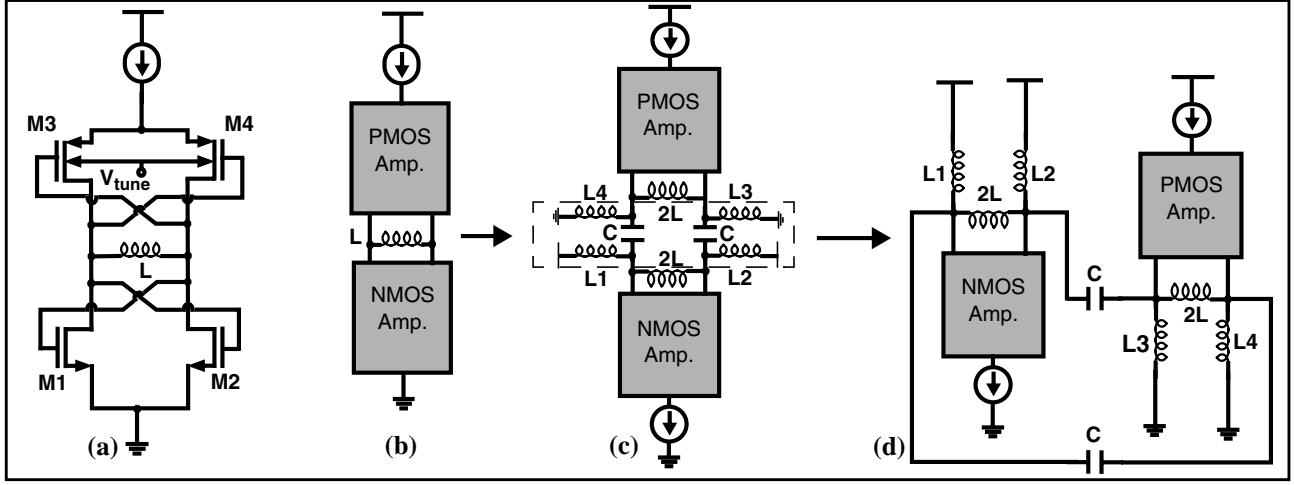 M3
M4
Vtune
L
M1
M2
(a)
PMOS
Amp.
L
NMOS
Amp.
(b)
PMOS
Amp.
L4
L3
2L
C
C
2L
L1
L2
NMOS
Amp.
(c)
L1
L2
2L
NMOS
Amp.
C
PMOS
Amp.
2L
L3
L4
C
(d)